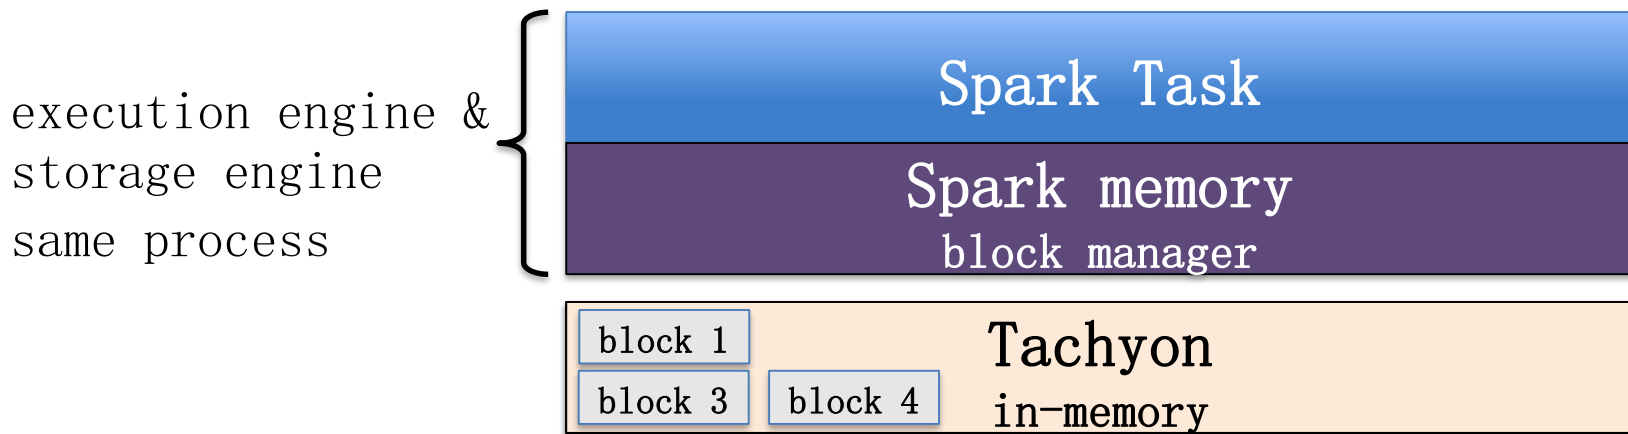 execution engine &
storage engine
same process
Spark Task
Spark memory
block manager
block 1
block 3
block 4
Tachyon
in-memory